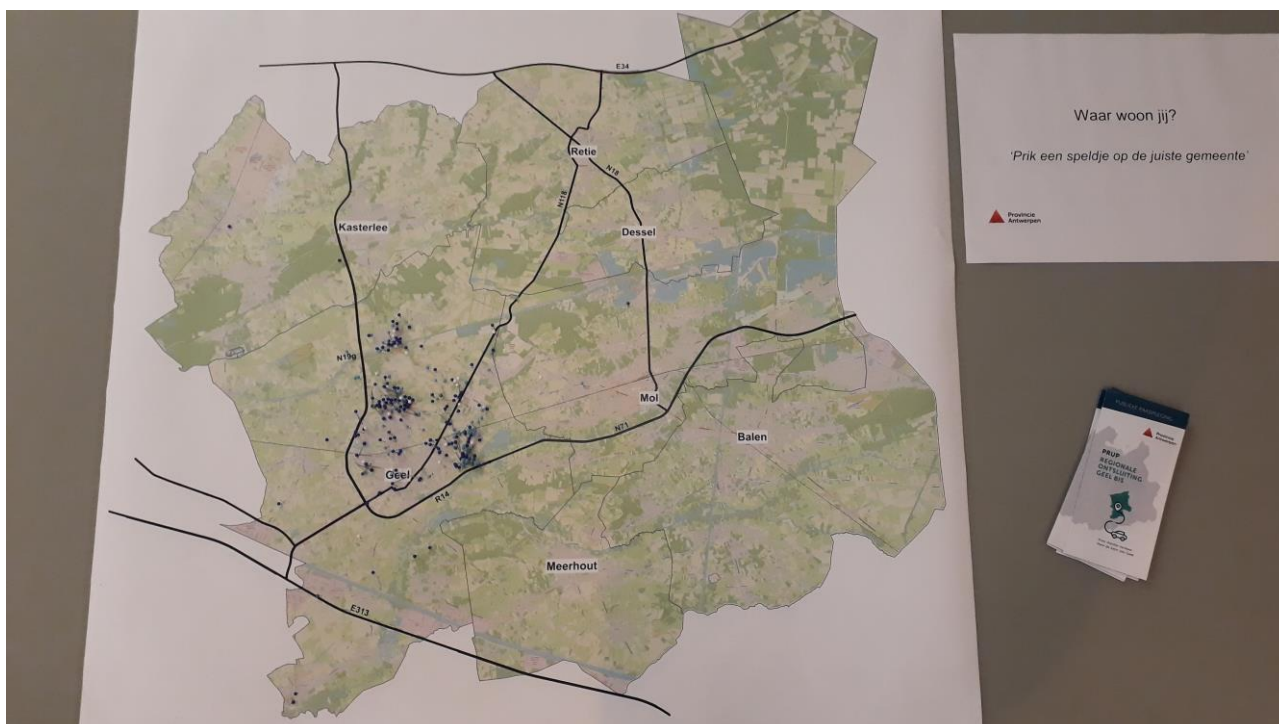 E34
Retie
N18
N118
Kasterlee
Dessel
N19g
Mol
N71
Balen
Geel
R14
Meerhout
E313
Waar woon jij?
'Prik een speldje op de juiste gemeente'
Provincie
Antwerpen
Provincie
Antwerpen
PRUP
REGIONALE
ONTSLUITING
GEEL BIS